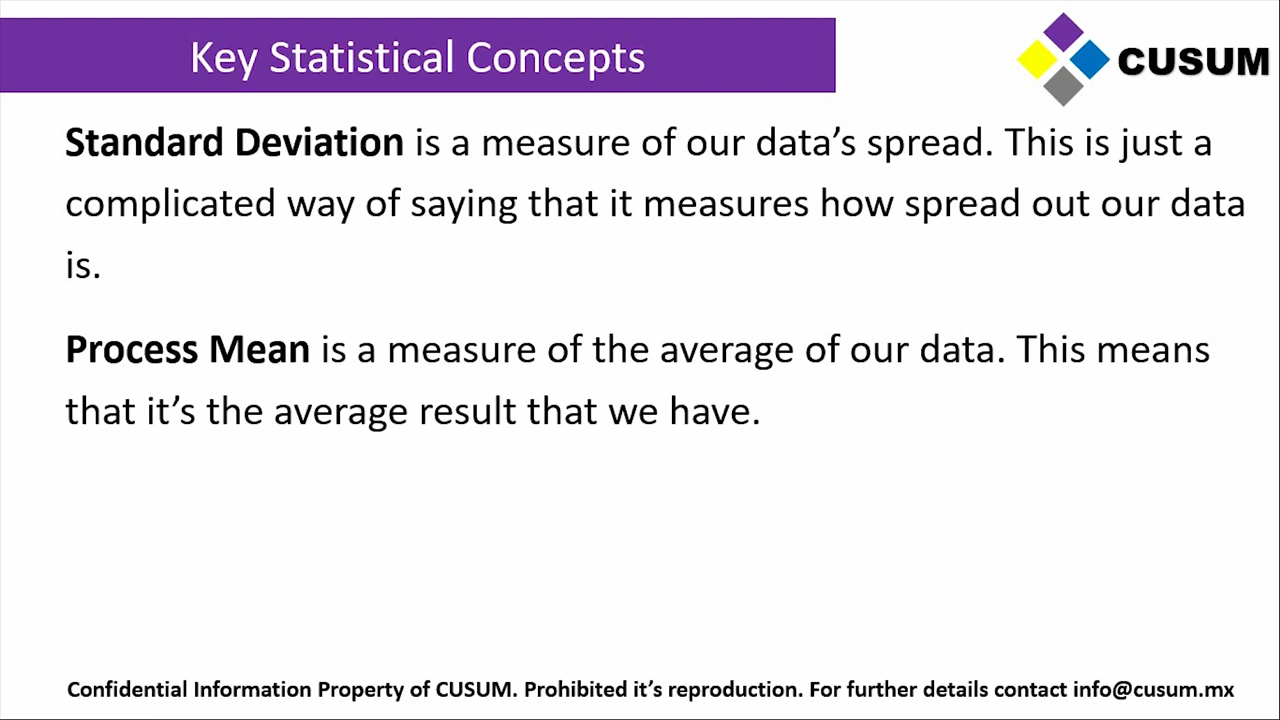 Key Statistical Concepts
CUSUM
Standard Deviation is a measure of our data’s spread. This is just a
complicated way of saying that it measures how spread out our data
is.
Process Mean is a measure of the average of our data. This means
that it’s the average result that we have.
Confidential Information Property of CUSUM. Prohibited it’s reproduction. For further details contact info@cusum.mx